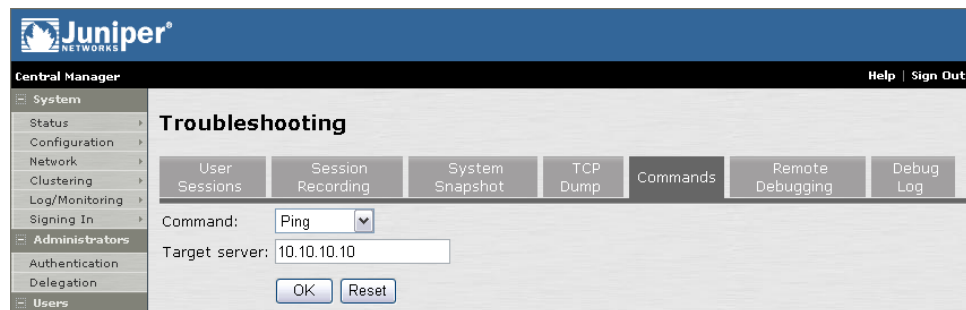 Juniper®
NETWORKS
Central Manager
Help | Sign Out
System
Status
Configuration
Network
Clustering
Log/Monitoring
Signing In
Administrators
Authentication
Delegation
Users
Troubleshooting
User Sessions
Session Recording
System Snapshot
TCP Dump
Commands
Remote Debugging
Debug Log
Command: Ping
Target server: 10.10.10.10
OK Reset